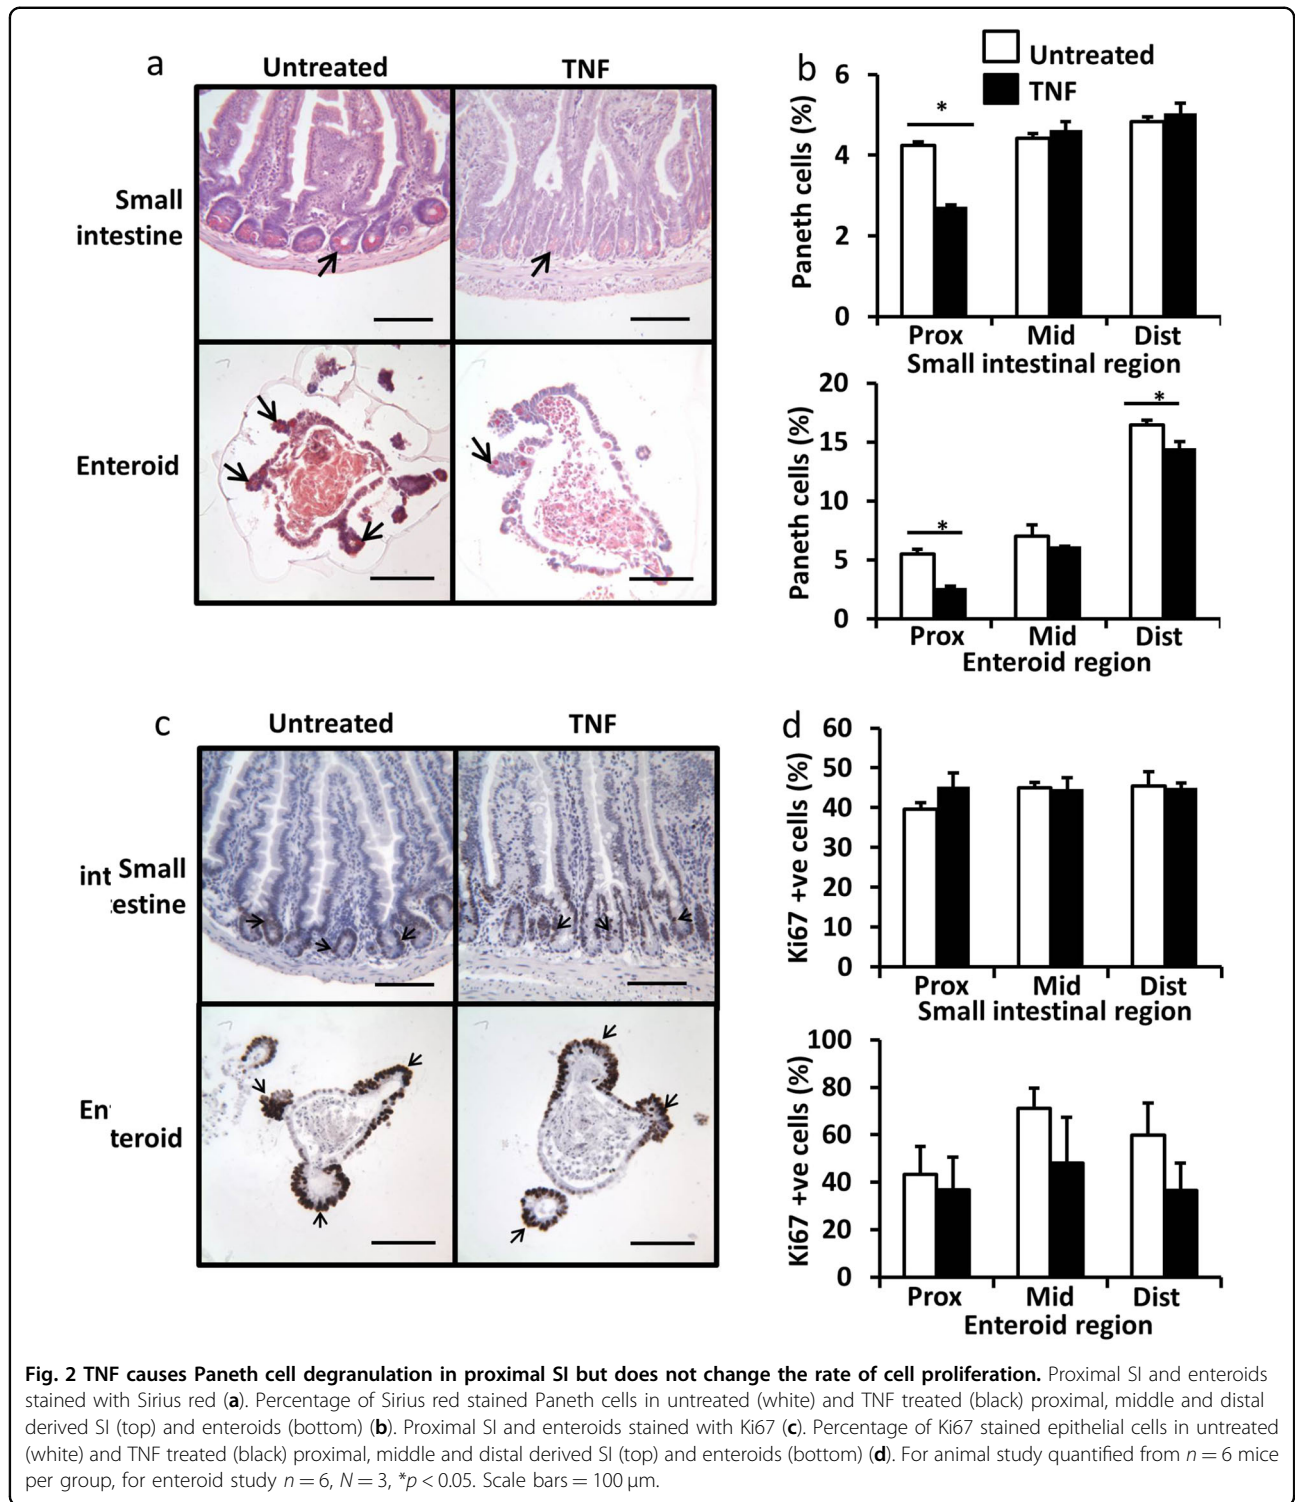 a
Untreated
TNF
Small
intestine
Enteroid
b
Untreated
TNF
Paneth cells (%)
6
4
2
0
*
Prox
Mid
Dist
Small intestinal region
Paneth cells (%)
20
15
10
5
0
*
*
Prox
Mid
Dist
Enteroid region
c
Untreated
TNF
int Small
estine
En
teroid
d
Ki67 +ve cells (%)
60
50
40
30
20
10
0
Prox
Mid
Dist
Small intestinal region
Ki67 +ve cells (%)
100
80
60
40
20
0
Prox
Mid
Dist
Enteroid region
Fig. 2 TNF causes Paneth cell degranulation in proximal SI but does not change the rate of cell proliferation. Proximal SI and enteroids
stained with Sirius red (a). Percentage of Sirius red stained Paneth cells in untreated (white) and TNF treated (black) proximal, middle and distal
derived SI (top) and enteroids (bottom) (b). Proximal SI and enteroids stained with Ki67 (c). Percentage of Ki67 stained epithelial cells in untreated
(white) and TNF treated (black) proximal, middle and distal derived SI (top) and enteroids (bottom) (d). For animal study quantified from n = 6 mice
per group, for enteroid study n = 6, N = 3, *p < 0.05. Scale bars = 100 µm.